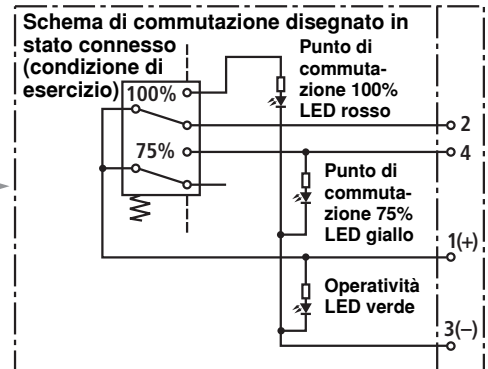 Schema di commutazione disegnato in
stato connesso
(condizione di
esercizio)
100%
75%
Punto di
commuta-
zione 100%
LED rosso
2
4
Punto di
commuta-
zione 75%
LED giallo
1(+)
Operatività
LED verde
3(–)